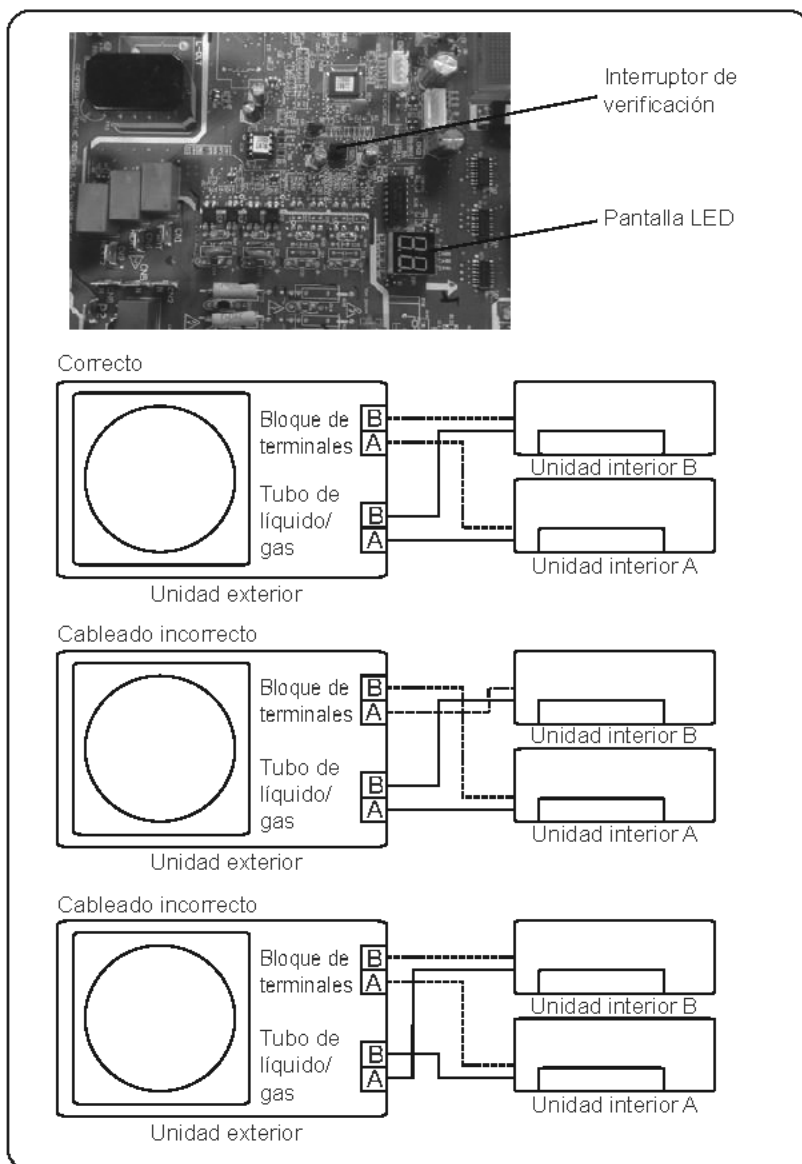 Interruptor de
verificación
Pantalla LED
CN1
Correcto
Bloque de
terminales
B
A
Tubo de
líquido/
gas
B
A
Unidad exterior
Unidad interior B
Unidad interior A
Cableado incorrecto
Bloque de
terminales
B
A
Tubo de
líquido/
gas
B
A
Unidad exterior
Unidad interior B
Unidad interior A
Cableado incorrecto
Bloque de
terminales
B
A
Tubo de
líquido/
gas
B
A
Unidad exterior
Unidad interior B
Unidad interior A